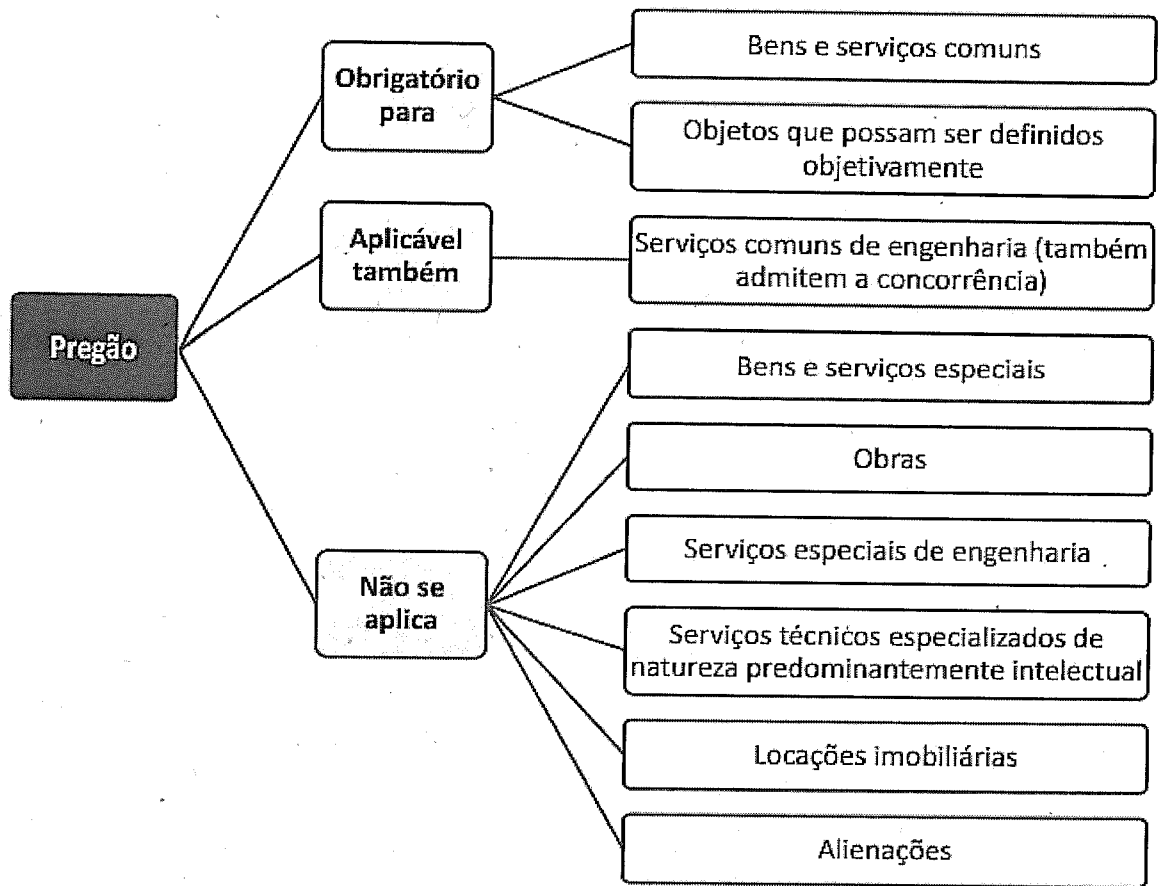 Pregão
Obrigatório
para
Bens e serviços comuns
Objetos que possam ser definidos
objetivamente
Aplicável
também
Serviços comuns de engenharia (também
admitem a concorrência)
Não se
aplica
Bens e serviços especiais
Obras
Serviços especiais de engenharia
Serviços técnicos especializados de
natureza predominantemente intelectual
Locações imobiliárias
Alienações